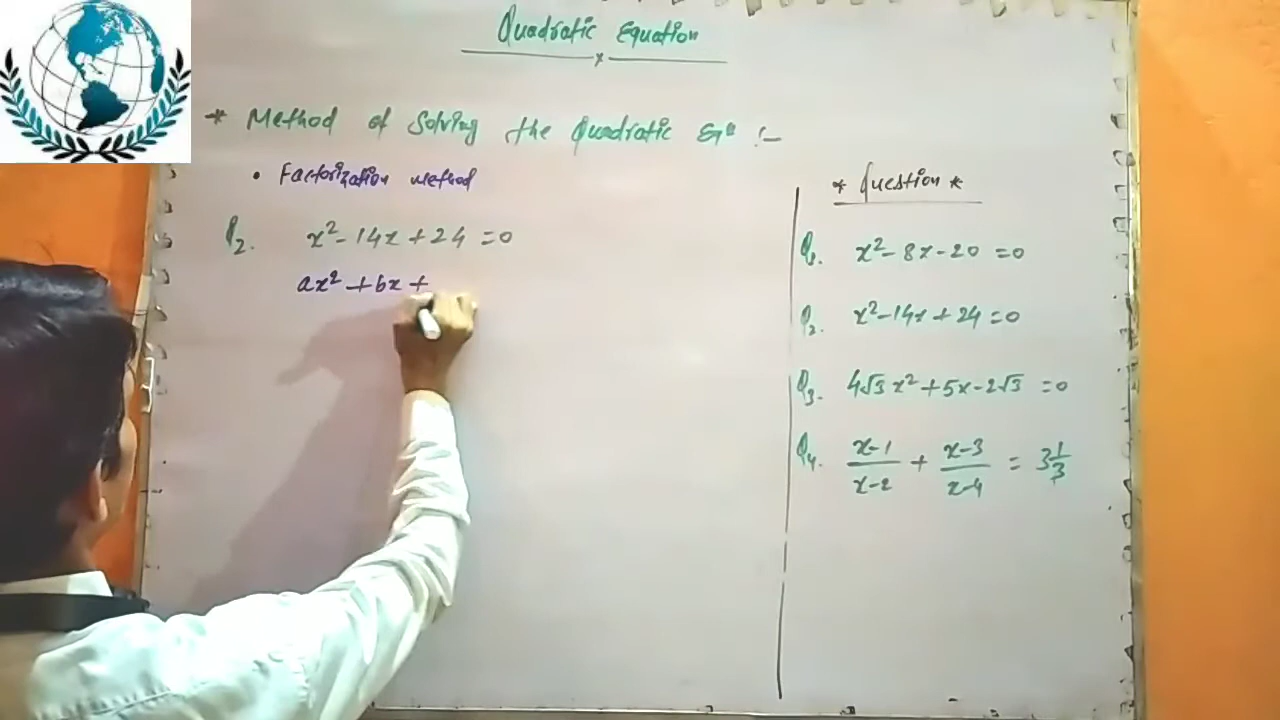 Quadratic Equation
* Method of Solving the Quadratic Eqn :-
• Factorization Method
Q2. x² - 14x + 24 = 0
ax² + bx +
* Question *
Q1. x² - 8x - 20 = 0
Q2. x² - 14x + 24 = 0
Q3. 4√3 x² + 5x - 2√3 = 0
Q4. x-1/x-2 + x-3/x-4 = 3 1/3